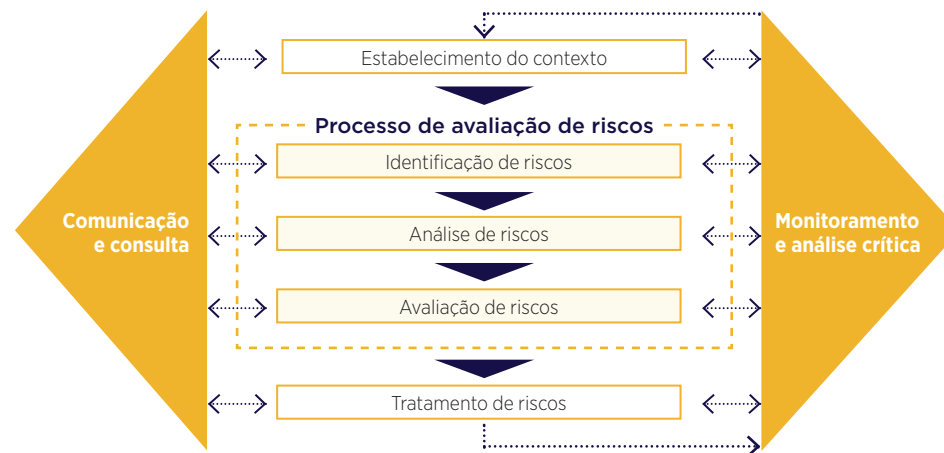 Estabelecimento do contexto
Processo de avaliação de riscos
Identificação de riscos
Comunicação
e consulta
Análise de riscos
Monitoramento
e análise crítica
Avaliação de riscos
Tratamento de riscos